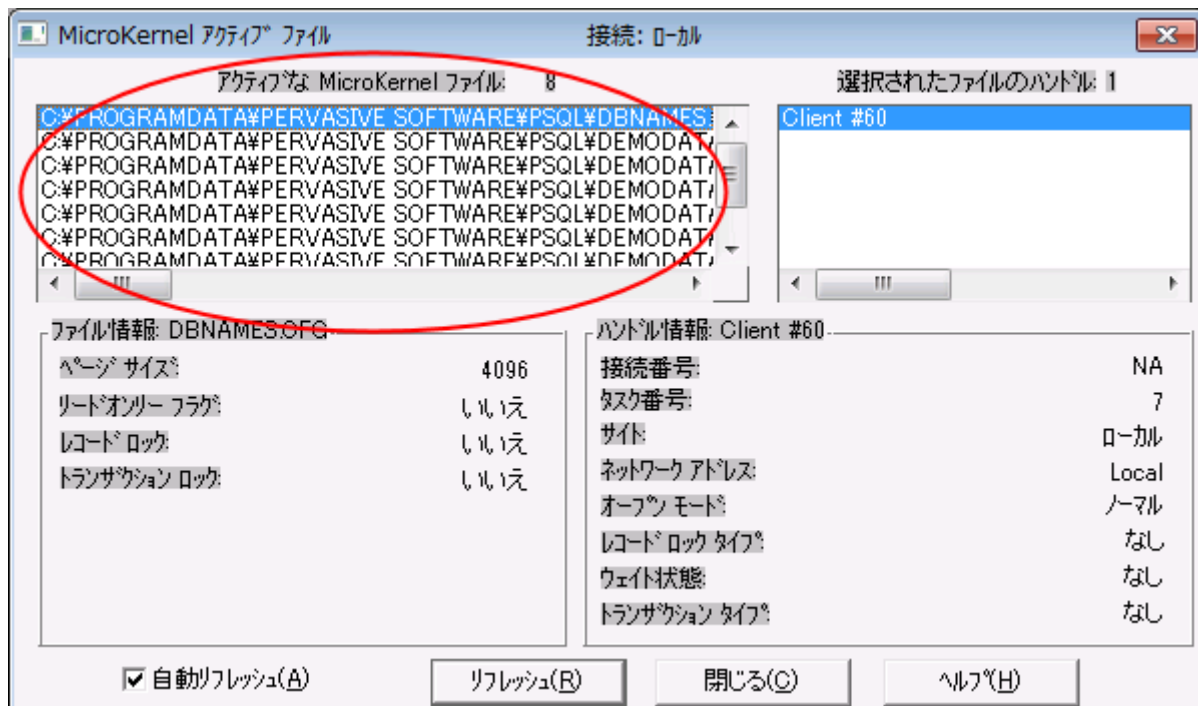 MicroKernel ｱｸﾃｨﾌﾞ ﾌｧｲﾙ 接続: ﾛｰｶﾙ
ｱｸﾃｨﾌﾞな MicroKernel ﾌｧｲﾙ: 8
選択されたﾌｧｲﾙのﾊﾝﾄﾞﾙ: 1
C:¥PROGRAMDATA¥PERVASIVE SOFTWARE¥PSQL¥DBNAMES
C:¥PROGRAMDATA¥PERVASIVE SOFTWARE¥PSQL¥DEMODATA
C:¥PROGRAMDATA¥PERVASIVE SOFTWARE¥PSQL¥DEMODATA
C:¥PROGRAMDATA¥PERVASIVE SOFTWARE¥PSQL¥DEMODATA
C:¥PROGRAMDATA¥PERVASIVE SOFTWARE¥PSQL¥DEMODATA
C:¥PROGRAMDATA¥PERVASIVE SOFTWARE¥PSQL¥DEMODATA
C:¥PROGRAMDATA¥PERVASIVE SOFTWARE¥PSQL¥DEMODATA
Client #60
ﾌｧｲﾙ情報: DBNAMES.CFG
ﾍﾟｰｼﾞ ｻｲｽﾞ: 4096
ﾘｰﾄﾞｵﾝﾘｰ ﾌﾗｸﾞ: いいえ
ﾚｺｰﾄﾞ ﾛｯｸ: いいえ
ﾄﾗﾝｻﾞｸｼｮﾝ ﾛｯｸ: いいえ
ﾊﾝﾄﾞﾙ情報: Client #60
接続番号: NA
ﾀｽｸ番号: 7
ｻｲﾄ: ﾛｰｶﾙ
ﾈｯﾄﾜｰｸ ｱﾄﾞﾚｽ: Local
ｵｰﾌﾟﾝ ﾓｰﾄﾞ: ﾉｰﾏﾙ
ﾚｺｰﾄﾞ ﾛｯｸ ﾀｲﾌﾟ: なし
ｳｪｲﾄ状態: なし
ﾄﾗﾝｻﾞｸｼｮﾝ ﾀｲﾌﾟ: なし
自動ﾘﾌﾚｯｼｭ(A) ﾘﾌﾚｯｼｭ(R) 閉じる(C) ﾍﾙﾌﾟ(H)